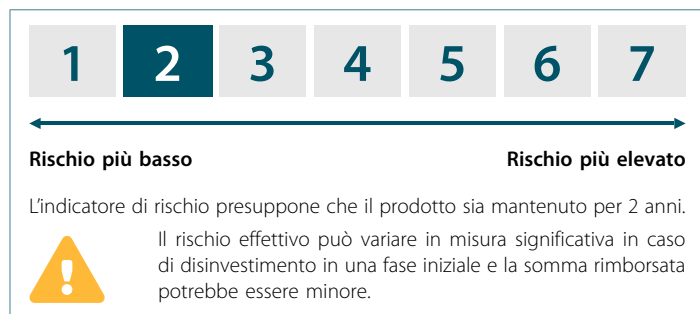 1 2 3 4 5 6 7
Rischio più basso Rischio più elevato
L'indicatore di rischio presuppone che il prodotto sia mantenuto per 2 anni.
Il rischio effettivo può variare in misura significativa in caso
di disinvestimento in una fase iniziale e la somma rimborsata
potrebbe essere minore.